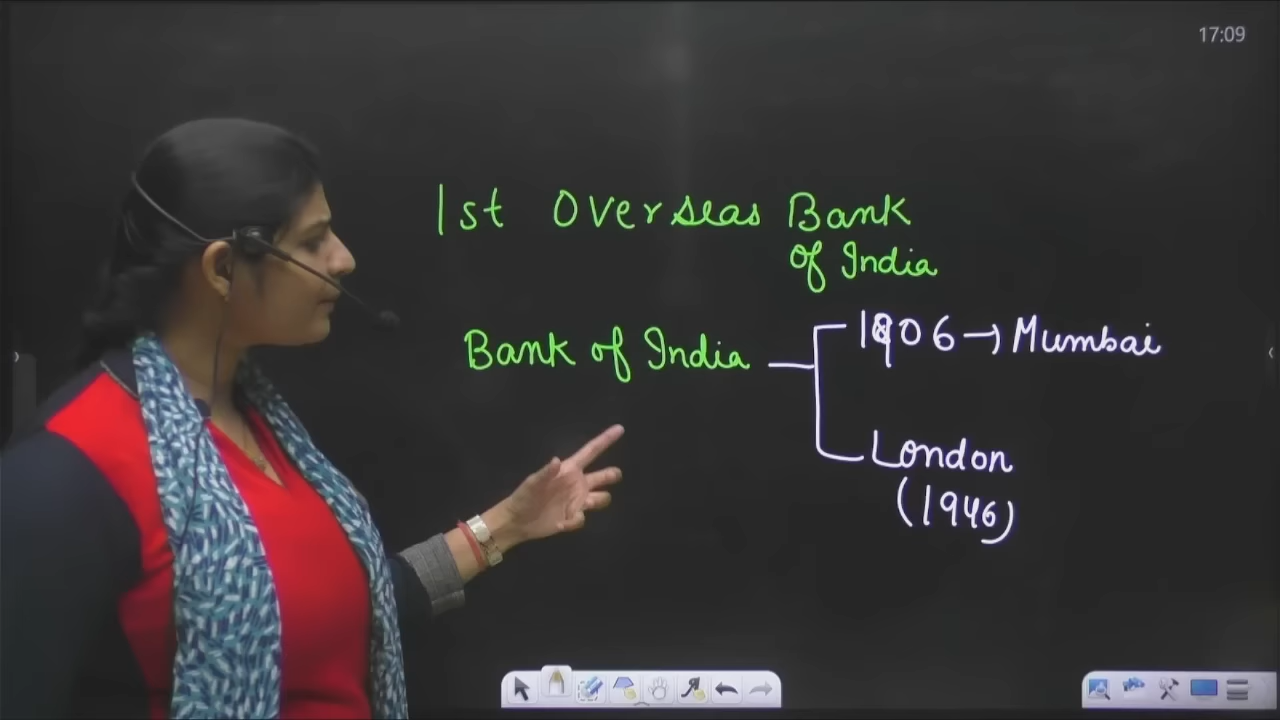 17:09
1st Overseas Bank
of India
Bank of India
1906 → Mumbai
London
(1946)